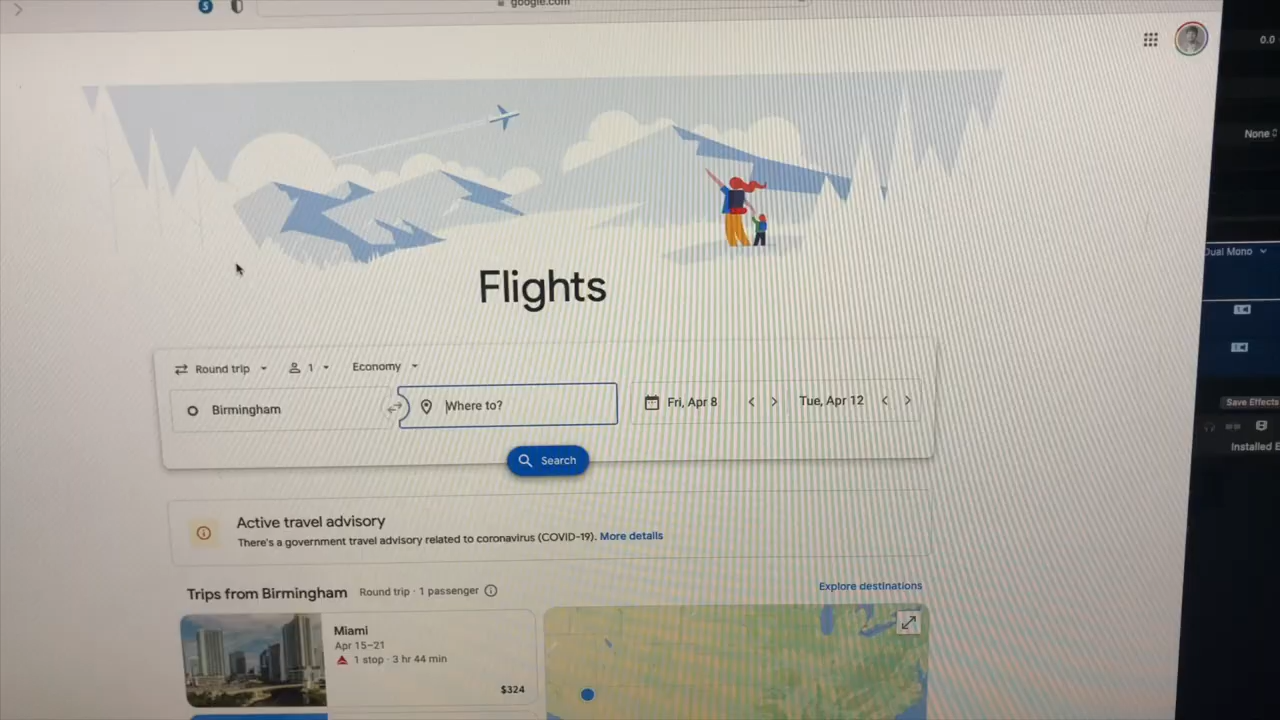 google.com
0.0
None
Dual Mono
Flights
Round trip
1
Economy
Birmingham
Where to?
Fri, Apr 8
Tue, Apr 12
Save Effects
Installed
Search
Active travel advisory
There's a government travel advisory related to coronavirus (COVID-19). More details
Trips from Birmingham
Round trip · 1 passenger
Explore destinations
Miami
Apr 15–21
1 stop · 3 hr 44 min
$324